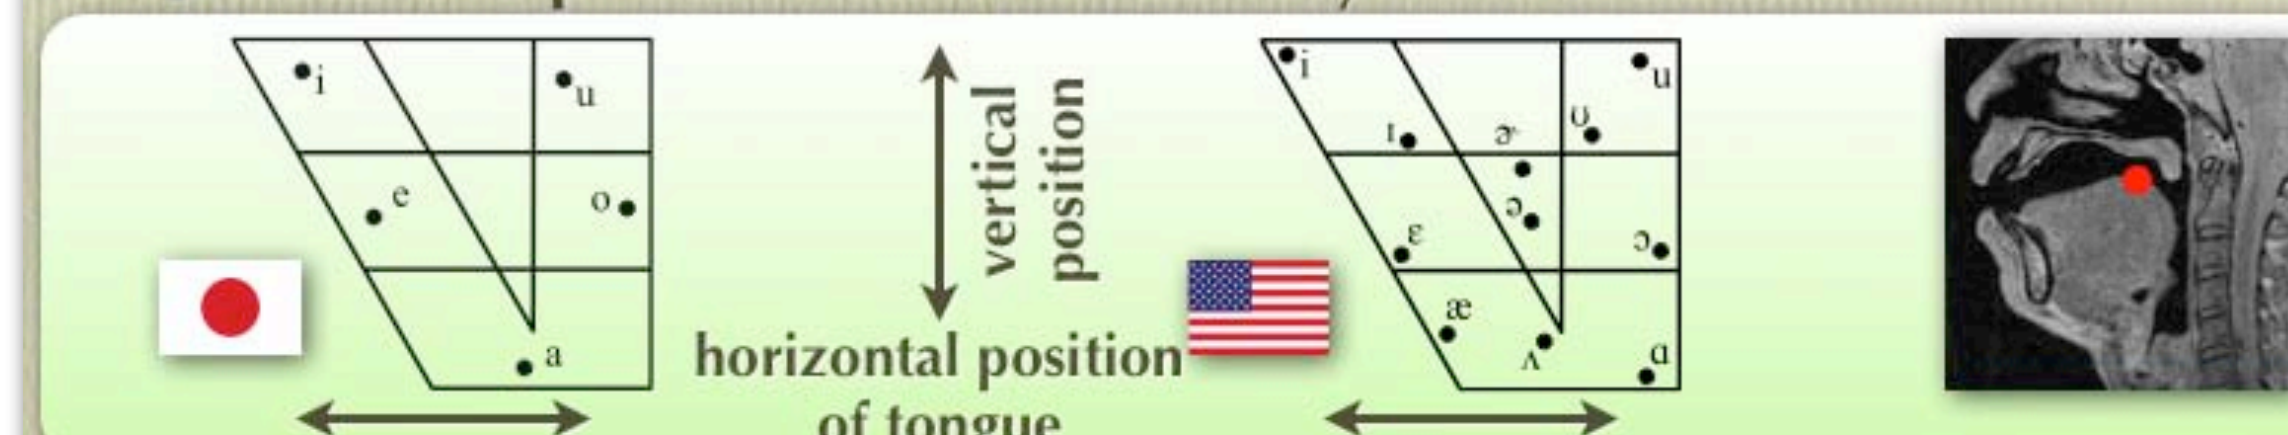 i
u
e
o
a
vertical
position
horizontal position
of tongue
i
u
ɪ
ɚ
ʊ
ə
ɛ
ɔ
æ
ʌ
ɑ